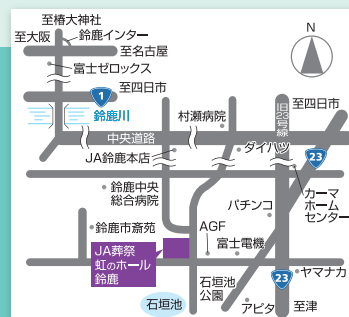 至椿大神社
至大阪
鈴鹿インター
N
至名古屋
富士ゼロックス
1
至四日市
鈴鹿川
村瀬病院
旧23号線
至四日市
中央道路
JA鈴鹿本店
ダイハツ
23
鈴鹿中央
総合病院
カーマ
ホーム
センター
パチンコ
鈴鹿市斎苑
AGF
富士電機
JA葬祭
虹のホール
鈴鹿
石垣池
公園
23
ヤマナカ
石垣池
アピタ
至津